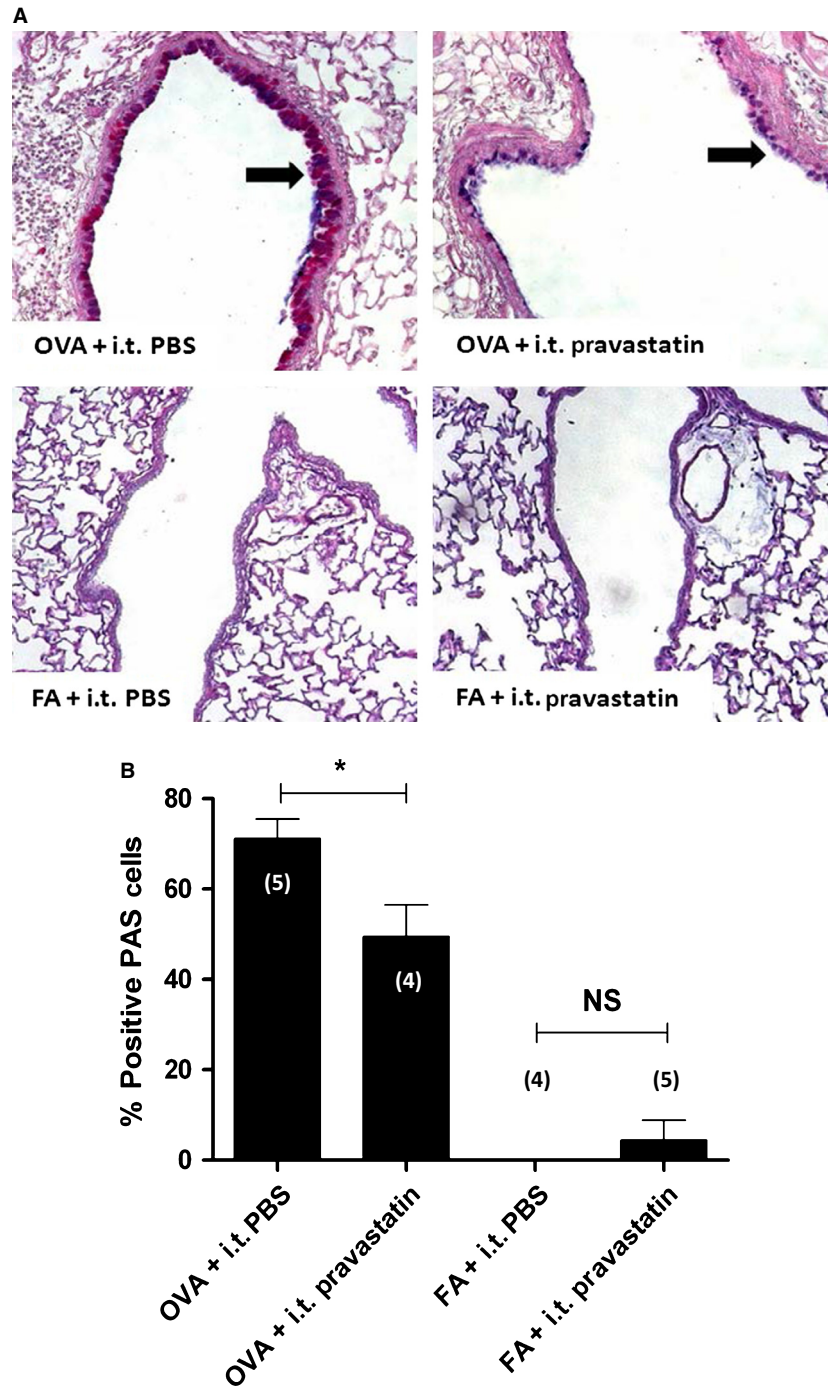 A
OVA + i.t. PBS
OVA + i.t. pravastatin
FA + i.t. PBS
FA + i.t. pravastatin
B
*
80
60
40
20
0
% Positive PAS cells
(5)
(4)
NS
(4)
(5)
OVA + i.t. PBS
OVA + i.t. pravastatin
FA + i.t. PBS
FA + i.t. pravastatin